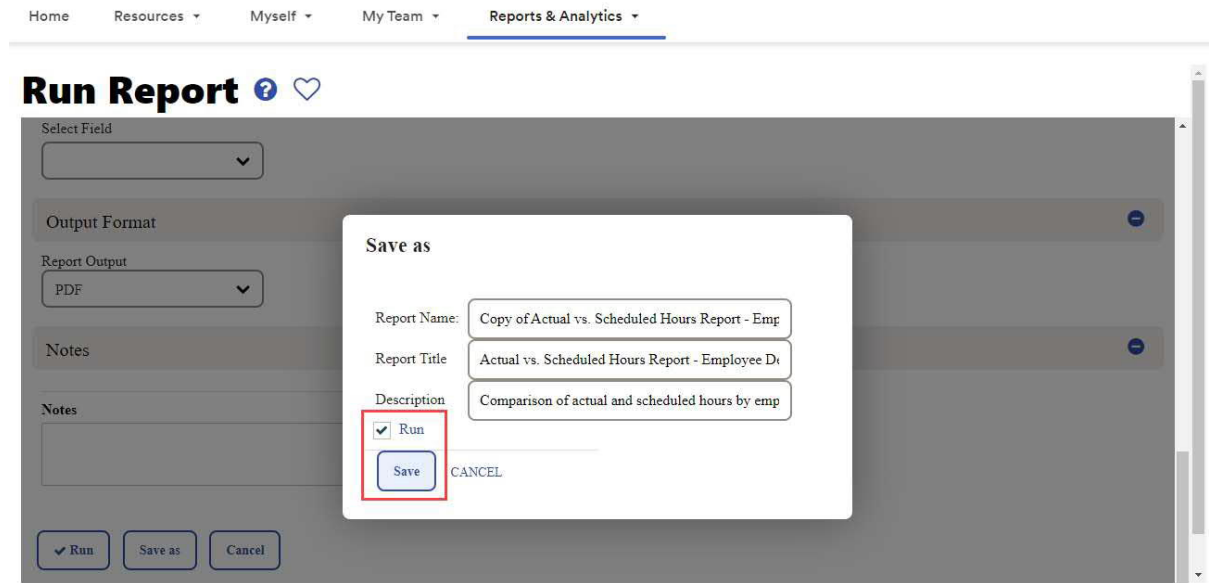 Home Resources Myself My Team Reports & Analytics
Run Report ?
Select Field
Output Format
Report Output
PDF
Notes
Notes
Run Save as Cancel
Save as
Report Name: Copy of Actual vs. Scheduled Hours Report - Emp
Report Title Actual vs. Scheduled Hours Report - Employee De
Description Comparison of actual and scheduled hours by emp
Run
Save CANCEL